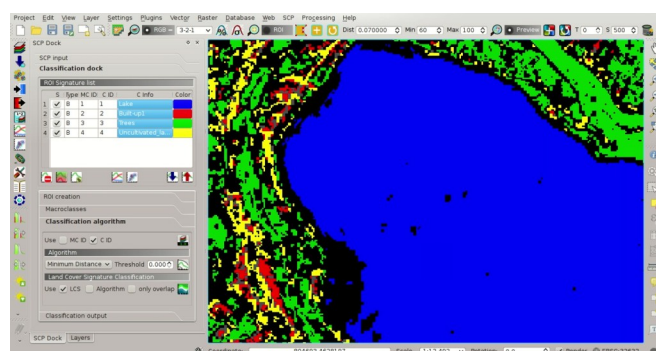 Project Edit View Layer Settings Plugins Vector Raster Database Web SCP Processing Help
RGB = 3-2-1 ROI Dist 0.070000 Min 60 Max 100 Preview T 0 S 500
SCP Dock
SCP input
Classification dock
ROI Signature list
S Type MC ID C ID C Info Color
1 B 1 1 Lake
2 B 2 2 Built-up1
3 B 3 3 Trees
4 B 4 4 Uncultivated_la...
ROI creation
Macroclasses
Classification algorithm
Use MC ID C ID
Algorithm
Minimum Distance Threshold 0.000
Land Cover Signature Classification
Use LCS Algorithm only overlap
Classification output
SCP Dock Layers